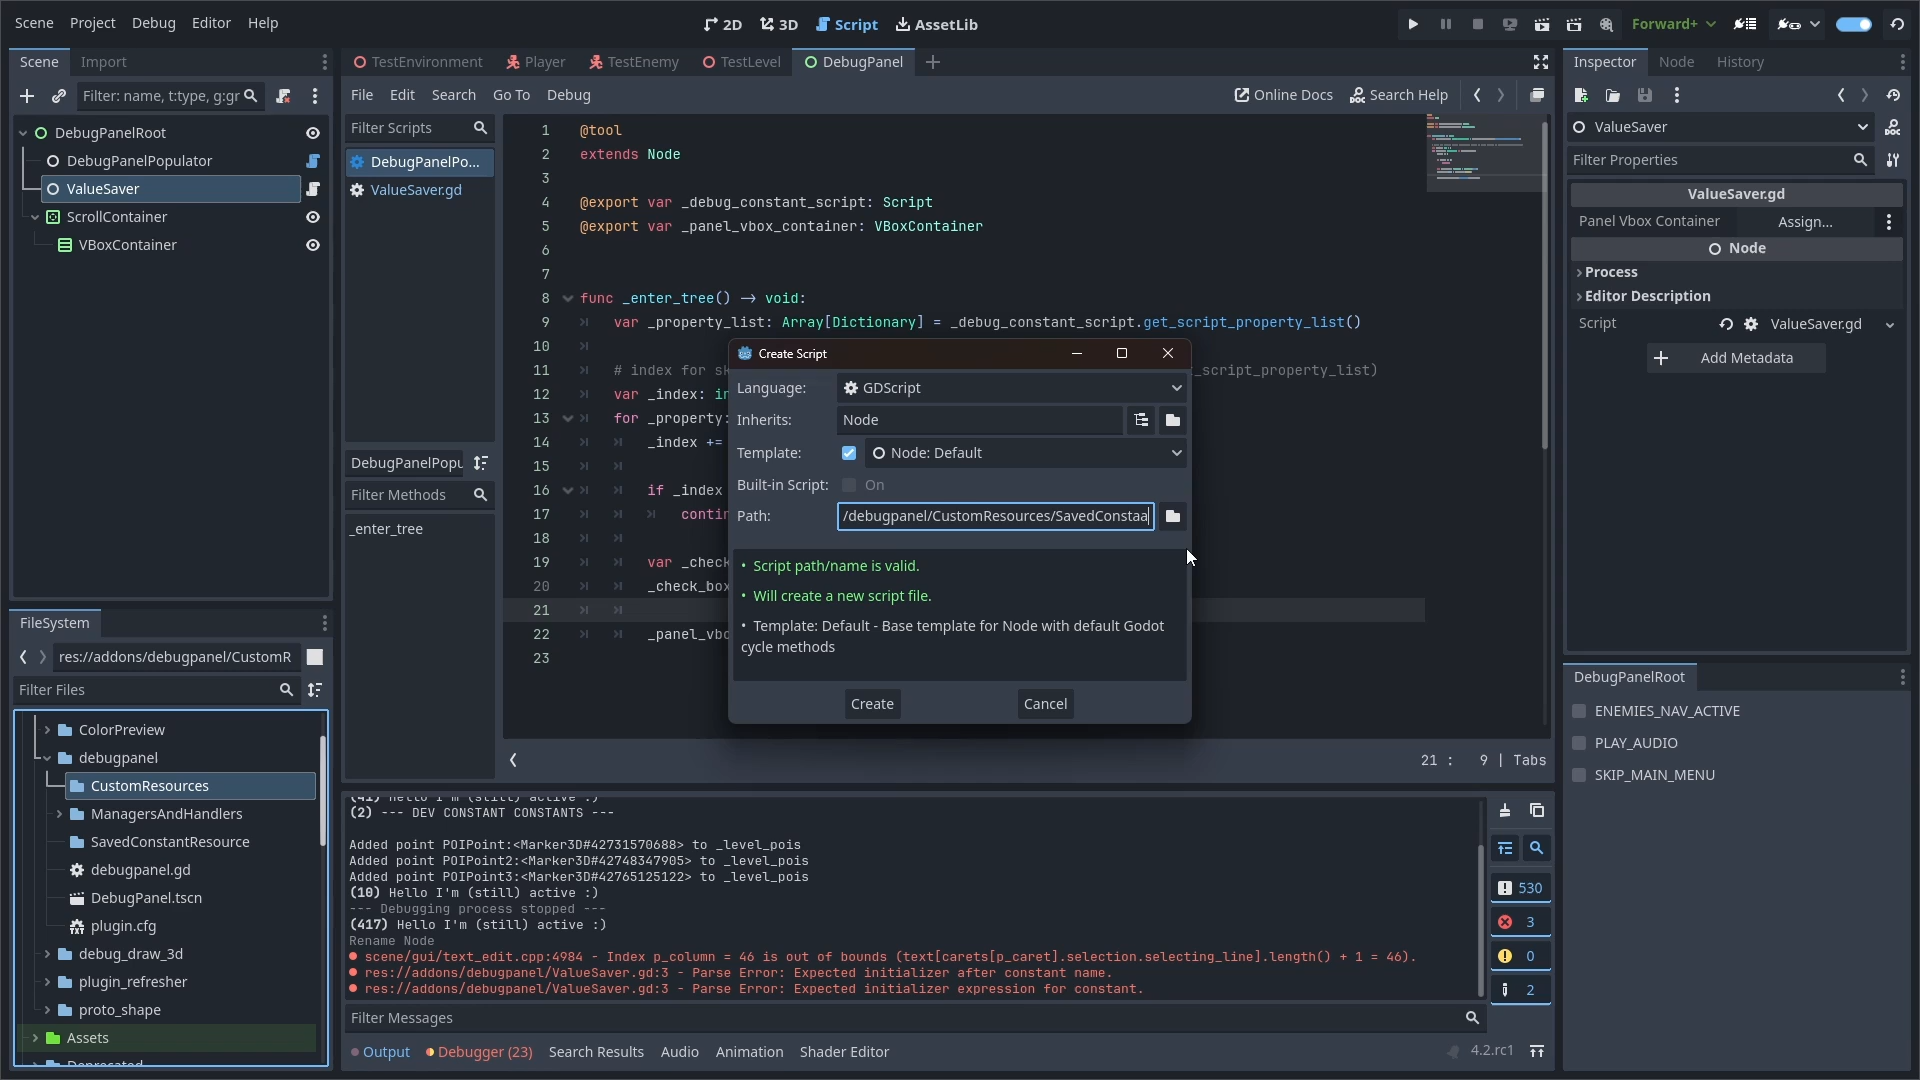 Scene Project Debug Editor Help
2D 3D Script AssetLib
Forward+
Scene Import
Filter: name, t:type, g:gr
DebugPanelRoot
DebugPanelPopulator
ValueSaver
ScrollContainer
VBoxContainer
FileSystem
res://addons/debugpanel/CustomR
Filter Files
ColorPreview
debugpanel
CustomResources
ManagersAndHandlers
SavedConstantResource
debugpanel.gd
DebugPanel.tscn
plugin.cfg
debug_draw_3d
plugin_refresher
proto_shape
Assets
Deprecated
TestEnvironment Player TestEnemy TestLevel DebugPanel
File Edit Search Go To Debug
Online Docs Search Help
Filter Scripts
DebugPanelPo...
ValueSaver.gd
DebugPanelPopu
Filter Methods
_enter_tree
1 @tool
2 extends Node
3
4 @export var _debug_constant_script: Script
5 @export var _panel_vbox_container: VBoxContainer
6
7
8 func _enter_tree() -> void:
9 var _property_list: Array[Dictionary] = _debug_constant_script.get_script_property_list()
10
11 # index for sk _script_property_list)
12 var _index: in
13 for _property:
14 _index +=
15
16 if _index
17 contin
18
19 var _check
20 _check_box
21
22 _panel_vbo
23
21 : 9 | Tabs
Create Script
Language: GDScript
Inherits: Node
Template: Node: Default
Built-in Script: On
Path: /debugpanel/CustomResources/SavedConstaa
• Script path/name is valid.
• Will create a new script file.
• Template: Default - Base template for Node with default Godot
cycle methods
Create Cancel
(41) Hello I'm (still) active :)
(2) --- DEV CONSTANT CONSTANTS ---
Added point POIPoint:<Marker3D#42731570688> to _level_pois
Added point POIPoint2:<Marker3D#42748347905> to _level_pois
Added point POIPoint3:<Marker3D#42765125122> to _level_pois
(10) Hello I'm (still) active :)
--- Debugging process stopped ---
(417) Hello I'm (still) active :)
Rename Node
scene/gui/text_edit.cpp:4984 - Index p_column = 46 is out of bounds (text[carets[p_caret].selection.selecting_line].length() + 1 = 46).
res://addons/debugpanel/ValueSaver.gd:3 - Parse Error: Expected initializer after constant name.
res://addons/debugpanel/ValueSaver.gd:3 - Parse Error: Expected initializer expression for constant.
530
3
0
2
Filter Messages
Output Debugger (23) Search Results Audio Animation Shader Editor
4.2.rc1
Inspector Node History
ValueSaver
Filter Properties
ValueSaver.gd
Panel Vbox Container Assign...
Node
Process
Editor Description
Script ValueSaver.gd
Add Metadata
DebugPanelRoot
ENEMIES_NAV_ACTIVE
PLAY_AUDIO
SKIP_MAIN_MENU